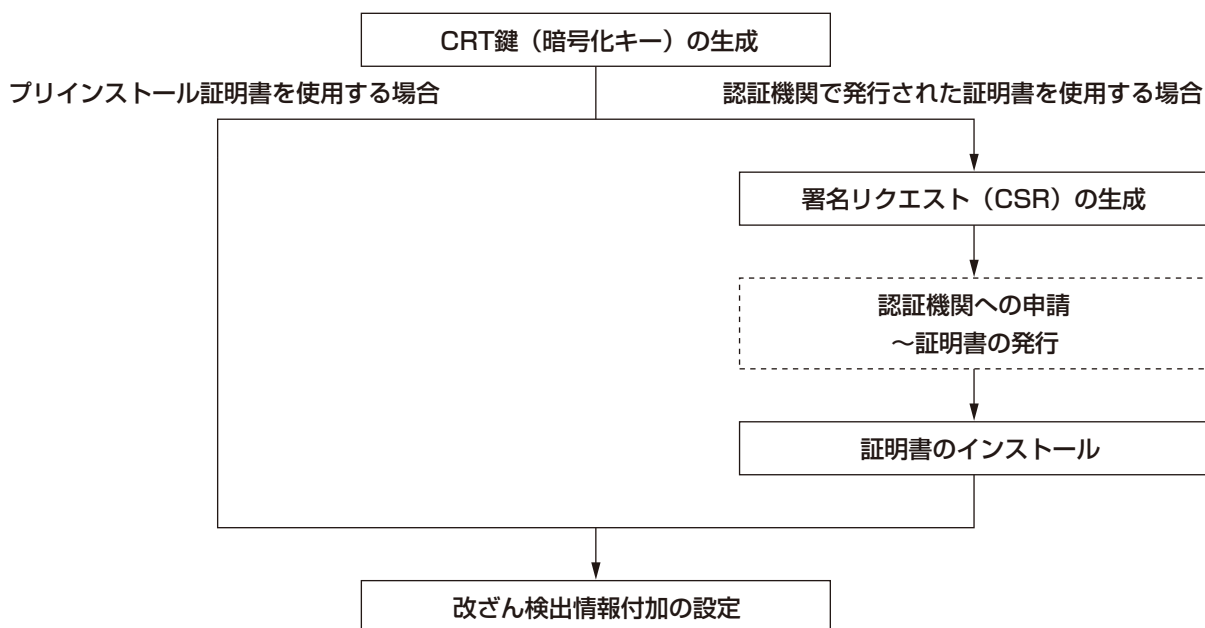 CRT鍵（暗号化キー）の生成
プリインストール証明書を使用する場合
認証機関で発行された証明書を使用する場合
署名リクエスト（CSR）の生成
認証機関への申請
～証明書の発行
証明書のインストール
改ざん検出情報付加の設定